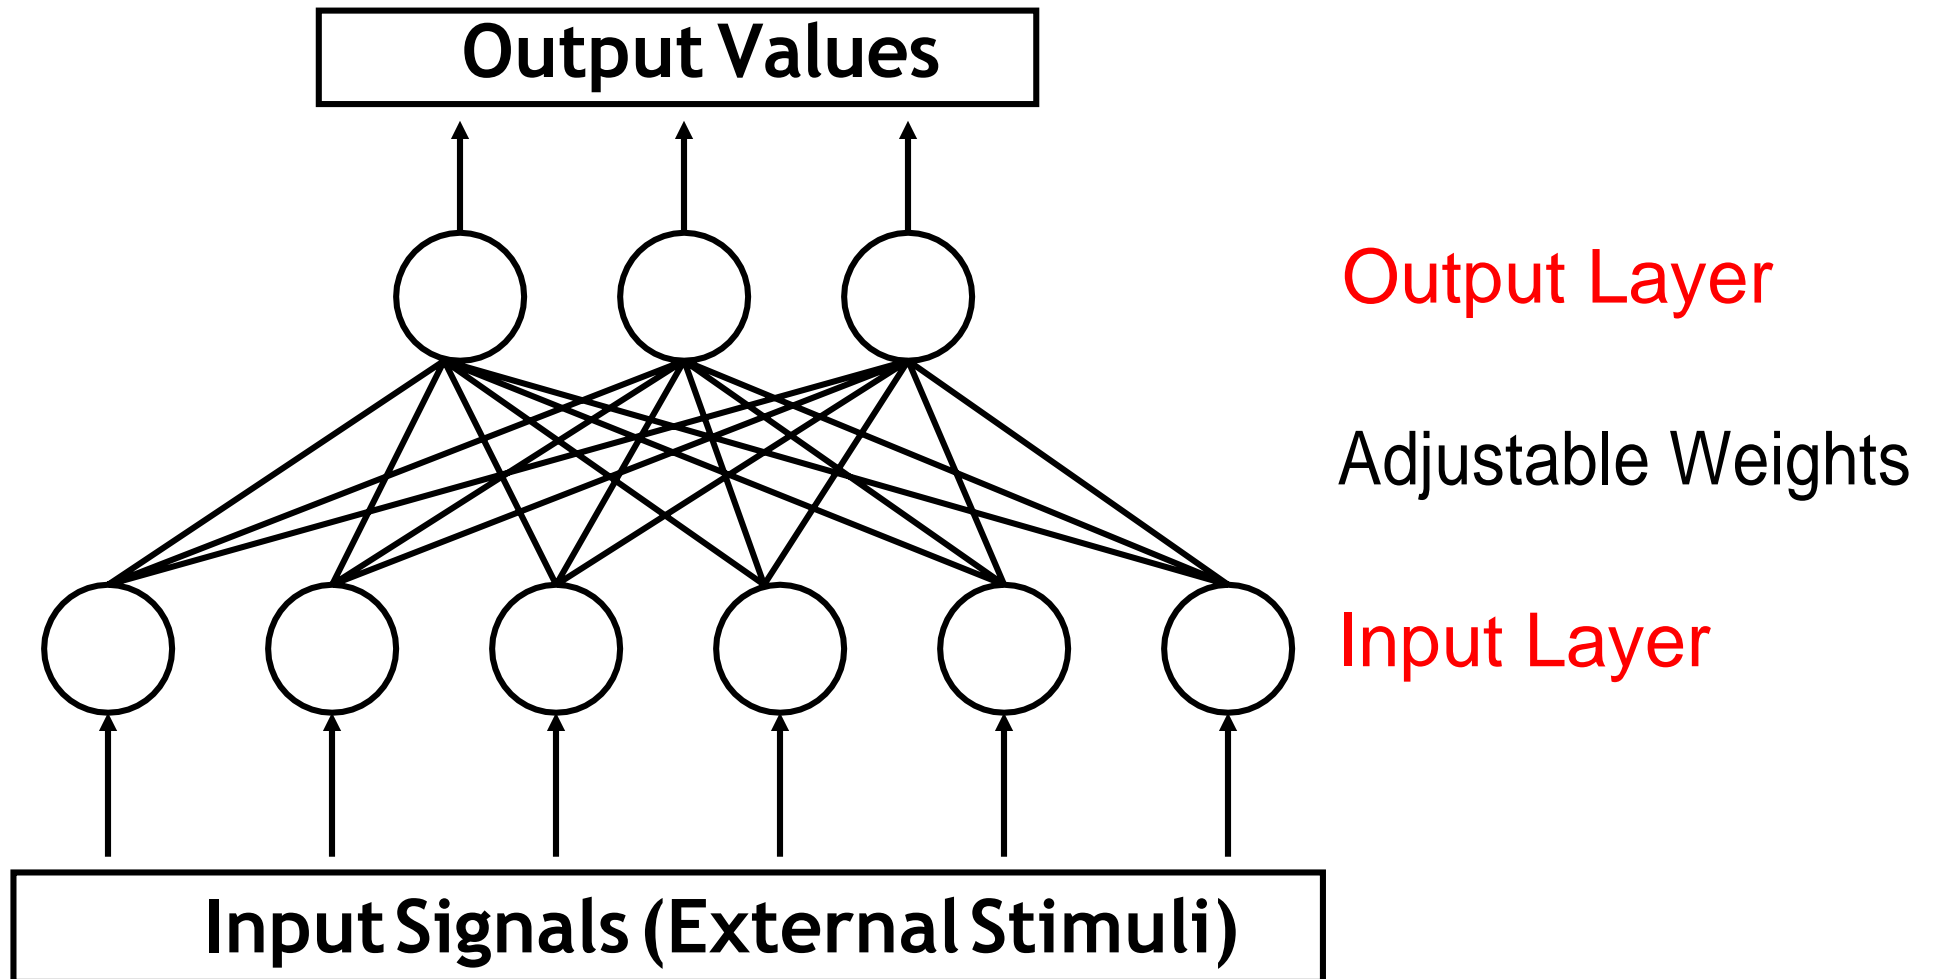 Output Values
Output Layer
Adjustable Weights
Input Layer
Input Signals (External Stimuli)